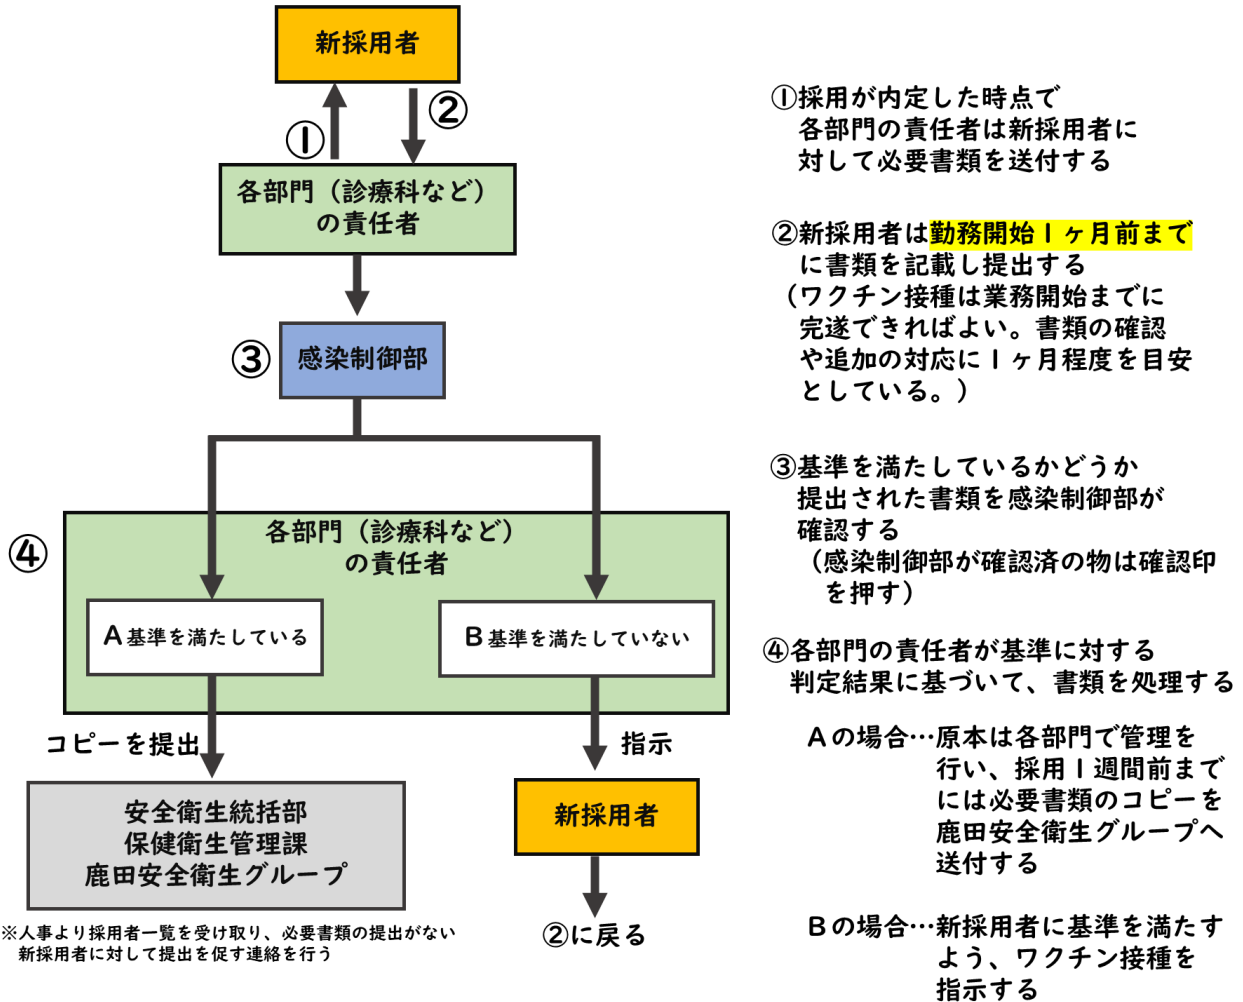 新採用者
①
②
各部門（診療科など）
の責任者
③
感染制御部
④
各部門（診療科など）
の責任者
A基準を満たしている
B基準を満たしていない
コピーを提出
指示
安全衛生統括部
保健衛生管理課
鹿田安全衛生グループ
新採用者
②に戻る
※人事より採用者一覧を受け取り、必要書類の提出がない
新採用者に対して提出を促す連絡を行う
①採用が内定した時点で
各部門の責任者は新採用者に
対して必要書類を送付する
②新採用者は勤務開始１ヶ月前まで
に書類を記載し提出する
（ワクチン接種は業務開始までに
完遂できればよい。書類の確認
や追加の対応に１ヶ月程度を目安
としている。）
③基準を満たしているかどうか
提出された書類を感染制御部が
確認する
（感染制御部が確認済の物は確認印
を押す）
④各部門の責任者が基準に対する
判定結果に基づいて、書類を処理する
Aの場合…原本は各部門で管理を
行い、採用１週間前まで
には必要書類のコピーを
鹿田安全衛生グループへ
送付する
Bの場合…新採用者に基準を満たす
よう、ワクチン接種を
指示する